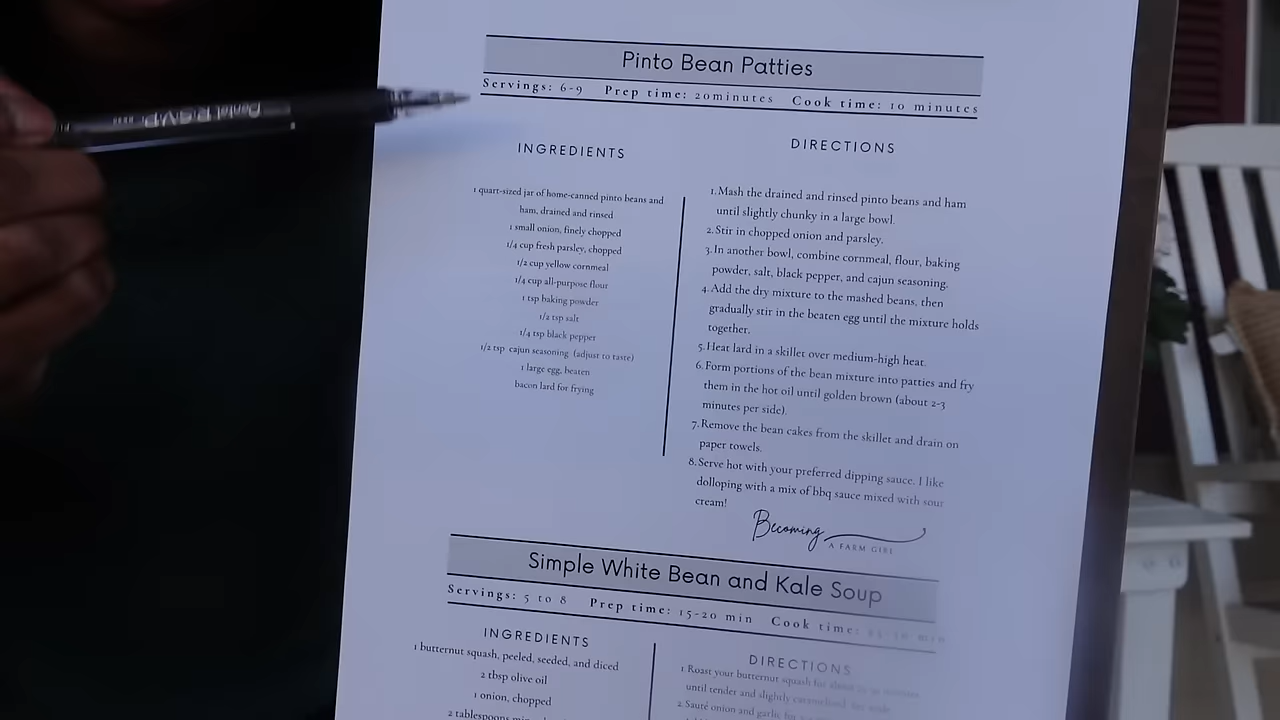 Pentel R.S.V.P.
Pinto Bean Patties
Servings: 6-9 Prep time: 20minutes Cook time: 10 minutes
INGREDIENTS
1 quart-sized jar of home-canned pinto beans and
ham, drained and rinsed
1 small onion, finely chopped
1/4 cup fresh parsley, chopped
1/2 cup yellow cornmeal
1/4 cup all-purpose flour
1 tsp baking powder
1/2 tsp salt
1/4 tsp black pepper
1/2 tsp cajun seasoning (adjust to taste)
1 large egg, beaten
bacon lard for frying
DIRECTIONS
1. Mash the drained and rinsed pinto beans and ham
until slightly chunky in a large bowl.
2. Stir in chopped onion and parsley.
3. In another bowl, combine cornmeal, flour, baking
powder, salt, black pepper, and cajun seasoning.
4. Add the dry mixture to the mashed beans, then
gradually stir in the beaten egg until the mixture holds
together.
5. Heat lard in a skillet over medium-high heat.
6. Form portions of the bean mixture into patties and fry
them in the hot oil until golden brown (about 2-3
minutes per side).
7. Remove the bean cakes from the skillet and drain on
paper towels.
8. Serve hot with your preferred dipping sauce. I like
dolloping with a mix of bbq sauce mixed with sour
cream!
Becoming
A FARM GIRL
Simple White Bean and Kale Soup
Servings: 5 to 8 Prep time: 15-20 min Cook time: min
INGREDIENTS
1 butternut squash, peeled, seeded, and diced
2 tbsp olive oil
1 onion, chopped
2 tablespoons
DIRECTIONS
1. Roast your butternut squash for about
until tender and slightly caramelized.
2. Sauté onion and garlic